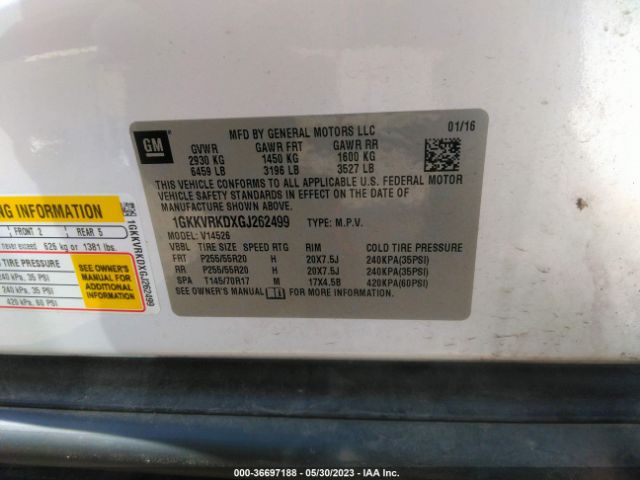 GM
MFD BY GENERAL MOTORS LLC 01/16
GVWR GAWR FRT GAWR RR
2930 KG 1450 KG 1600 KG
6459 LB 3196 LB 3527 LB
THIS VEHICLE CONFORMS TO ALL APPLICABLE U.S. FEDERAL MOTOR
VEHICLE SAFETY STANDARDS IN EFFECT ON THE DATE OF
MANUFACTURE SHOWN ABOVE.
1GKKVRKDXGJ262499 TYPE: M.P.V.
MODEL: V14526
VBBL TIRE SIZE SPEED RTG RIM COLD TIRE PRESSURE
FRT P255/55R20 H 20X7.5J 240KPA(35PSI)
RR P255/55R20 H 20X7.5J 240KPA(35PSI)
SPA T145/70R17 M 17X4.5B 420KPA(60PSI)
SEE OWNER'S MANUAL FOR MORE INFORMATION.
NG INFORMATION
FRONT 2 REAR 5
never exceed 626 kg or 1381 lbs.
TIRE PRESSURE
240 kPa, 35 PSI
240 kPa, 35 PSI
420 kPa, 60 PSI
SEE OWNER'S
MANUAL FOR
ADDITIONAL
INFORMATION
1GKKVRKDXGJ262499
000-36697188 - 05/30/2023 - IAA Inc.